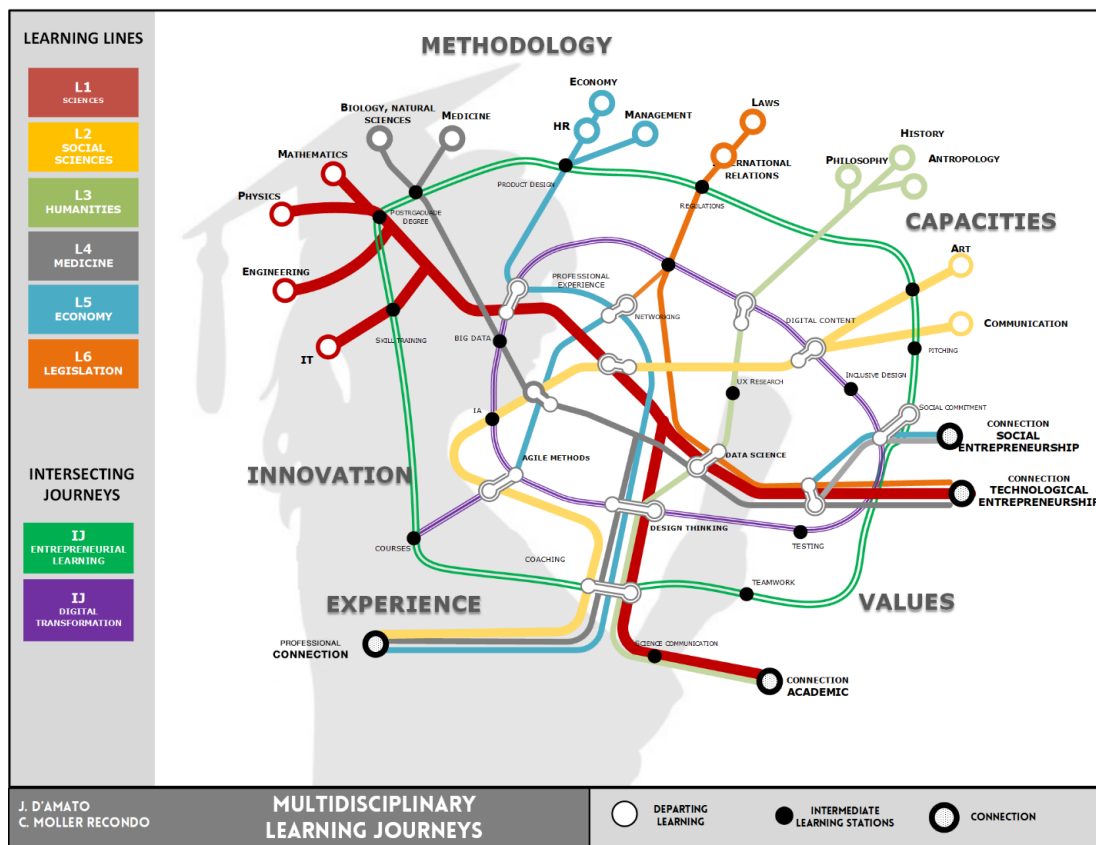 LEARNING LINES
L1
SCIENCES
L2
SOCIAL
SCIENCES
L3
HUMANITIES
L4
MEDICINE
L5
ECONOMY
L6
LEGISLATION
INTERSECTING
JOURNEYS
IJ
ENTREPRENEURIAL
LEARNING
IJ
DIGITAL
TRANSFORMATION
METHODOLOGY
ECONOMY
BIOLOGY, NATURAL
SCIENCES
MEDICINE
HR
MANAGEMENT
LAWS
HISTORY
MATHEMATICS
INTERNATIONAL
RELATIONS
PHILOSOPHY
ANTROPOLOGY
PRODUCT DESIGN
PHYSICS
POSTRGADUADE
DEGREE
REGULATIONS
CAPACITIES
ART
ENGINEERING
PROFESSIONAL
EXPERIENCE
NETWORKING
DIGITAL CONTENT
COMMUNICATION
SKILL TRAINING
BIG DATA
PITCHING
IT
UX RESEARCH
INCLUSIVE DESIGN
IA
SOCIAL COMMITMENT
CONNECTION
SOCIAL
ENTREPRENEURSHIP
INNOVATION
AGILE METHODS
DATA SCIENCE
CONNECTION
TECHNOLOGICAL
ENTREPRENEURSHIP
DESIGN THINKING
COURSES
TESTING
COACHING
TEAMWORK
EXPERIENCE
VALUES
PROFESSIONAL
CONNECTION
SCIENCE COMMUNICATION
CONNECTION
ACADEMIC
J. D'AMATO
C. MOLLER RECONDO
MULTIDISCIPLINARY
LEARNING JOURNEYS
DEPARTING
LEARNING
INTERMEDIATE
LEARNING STATIONS
CONNECTION